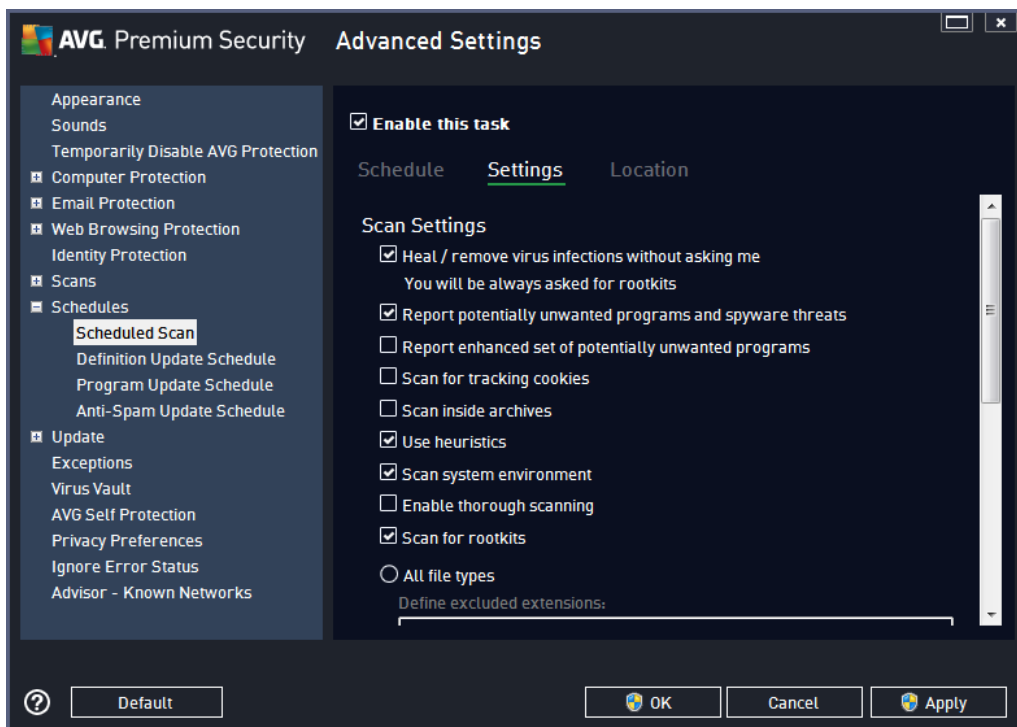 AVG. Premium Security
Advanced Settings
Appearance
Sounds
Temporarily Disable AVG Protection
Computer Protection
Email Protection
Web Browsing Protection
Identity Protection
Scans
Schedules
Scheduled Scan
Definition Update Schedule
Program Update Schedule
Anti-Spam Update Schedule
Update
Exceptions
Virus Vault
AVG Self Protection
Privacy Preferences
Ignore Error Status
Advisor - Known Networks
Enable this task
Schedule Settings Location
Scan Settings
Heal / remove virus infections without asking me
You will be always asked for rootkits
Report potentially unwanted programs and spyware threats
Report enhanced set of potentially unwanted programs
Scan for tracking cookies
Scan inside archives
Use heuristics
Scan system environment
Enable thorough scanning
Scan for rootkits
All file types
Define excluded extensions:
? Default OK Cancel Apply